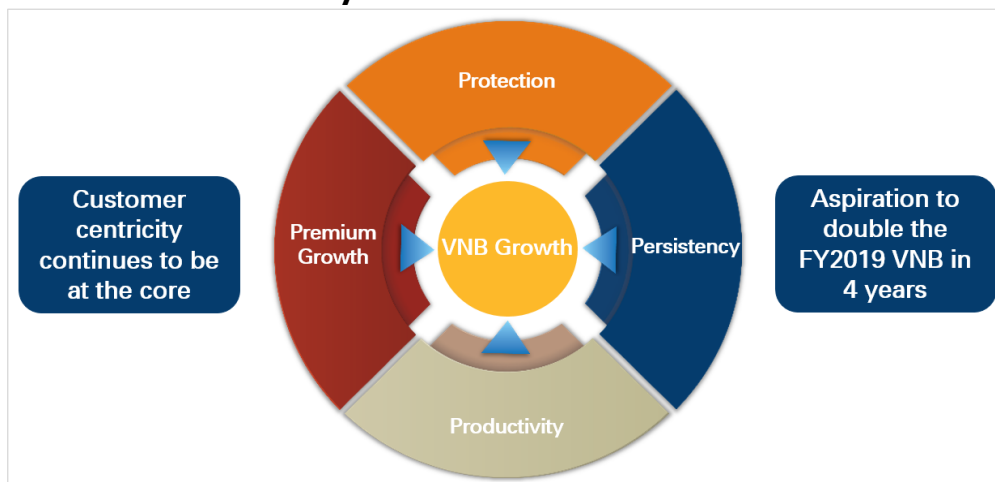 Protection
Customer
centricity
continues to be
at the core
Premium
Growth
VNB Growth
Persistency
Aspiration to
double the
FY2019 VNB in
4 years
Productivity